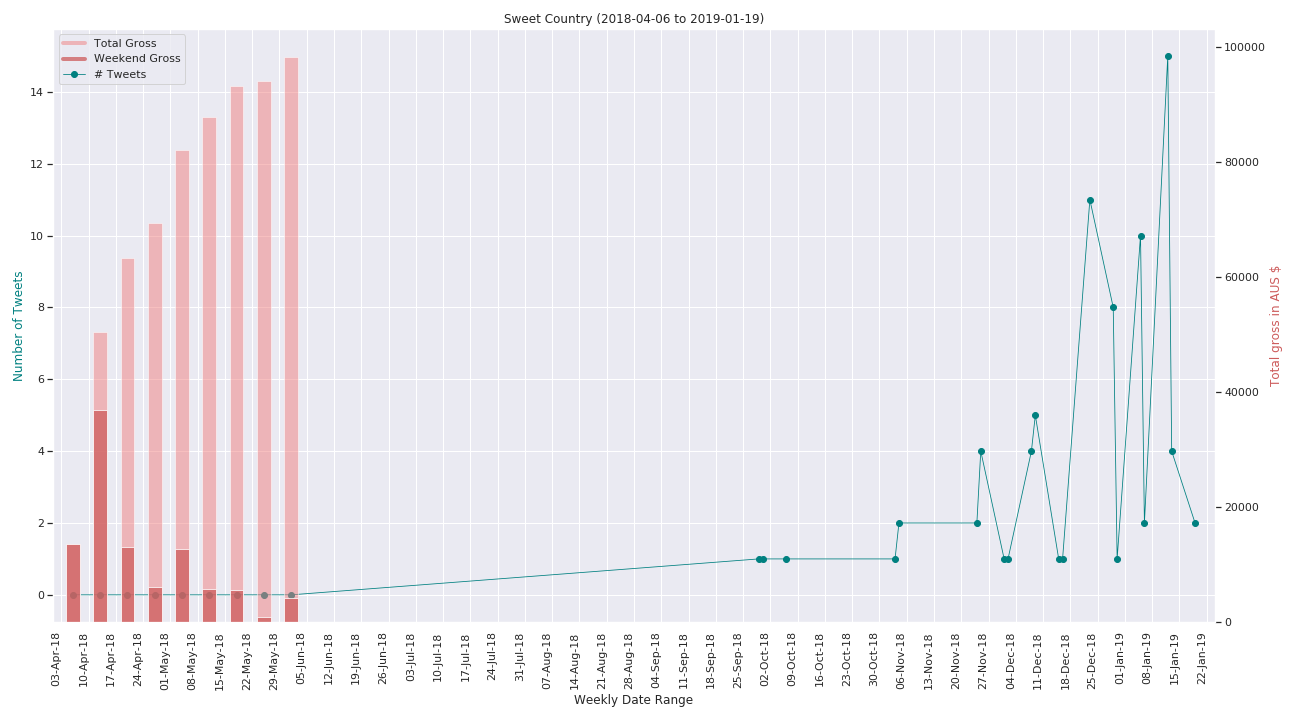 Sweet Country (2018-04-06 to 2019-01-19)
Total Gross
Weekend Gross
# Tweets
Number of Tweets
14
12
10
8
6
4
2
0
100000
80000
60000
40000
20000
0
Total gross in AUS $
03-Apr-18
10-Apr-18
17-Apr-18
24-Apr-18
01-May-18
08-May-18
15-May-18
22-May-18
29-May-18
05-Jun-18
12-Jun-18
19-Jun-18
26-Jun-18
03-Jul-18
10-Jul-18
17-Jul-18
24-Jul-18
31-Jul-18
07-Aug-18
14-Aug-18
21-Aug-18
28-Aug-18
04-Sep-18
11-Sep-18
18-Sep-18
25-Sep-18
02-Oct-18
09-Oct-18
16-Oct-18
23-Oct-18
30-Oct-18
06-Nov-18
13-Nov-18
20-Nov-18
27-Nov-18
04-Dec-18
11-Dec-18
18-Dec-18
25-Dec-18
01-Jan-19
08-Jan-19
15-Jan-19
22-Jan-19
Weekly Date Range